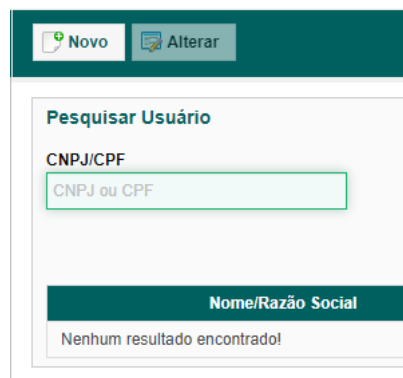 Novo
Alterar
Pesquisar Usuário
CNPJ/CPF
CNPJ ou CPF
Nome/Razão Social
Nenhum resultado encontrado!